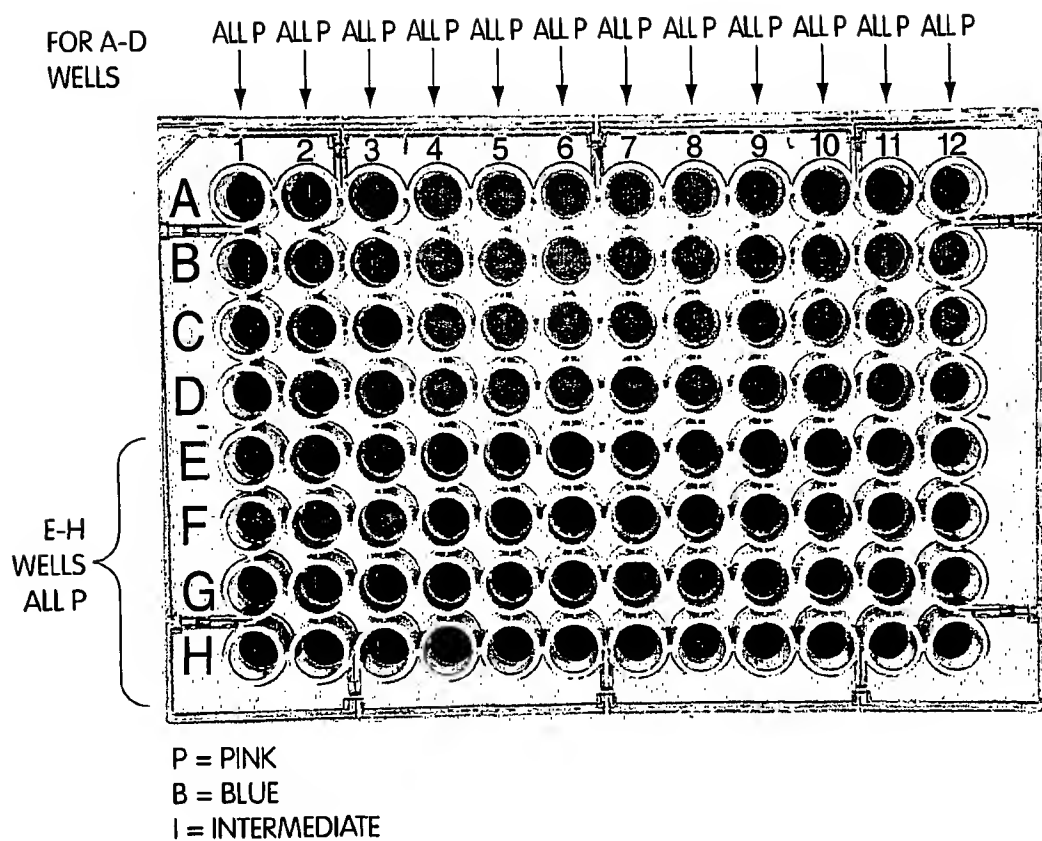 FOR A-D
WELLS
ALL P ALL P ALL P ALL P ALL P ALL P ALL P ALL P ALL P ALL P ALL P ALL P
1 2 3 4 5 6 7 8 9 10 11 12
A
B
C
D
E
F
G
H
E-H
WELLS
ALL P
P = PINK
B = BLUE
I = INTERMEDIATE